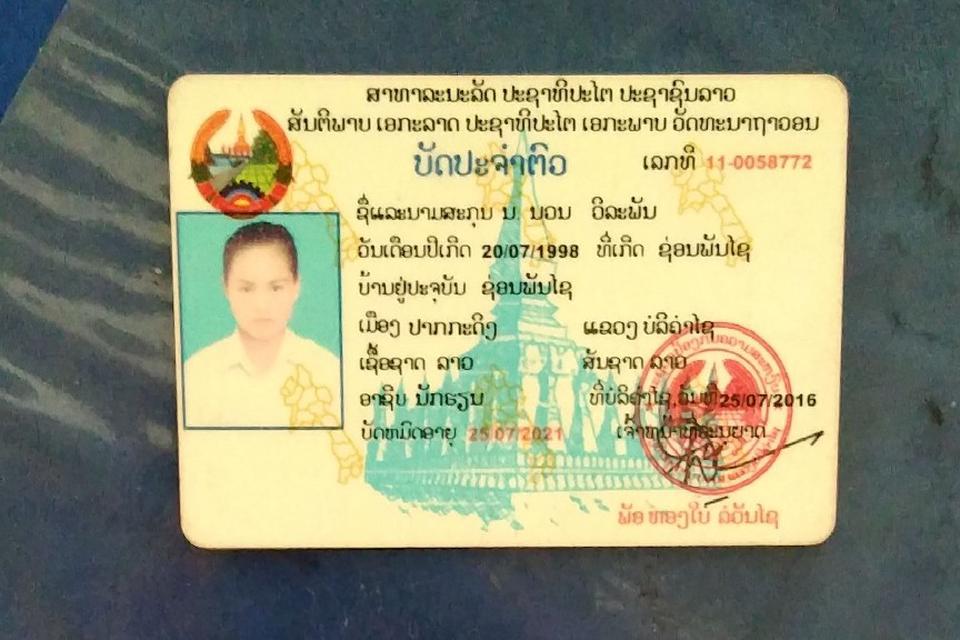 ສາທາລະນະລັດ ປະຊາທິປະໄຕ ປະຊາຊົນລາວ
ສັນຕິພາບ ເອກະລາດ ປະຊາທິປະໄຕ ເອກະພາບ ວັດທະນາຖາວອນ
ບັດປະຈຳຕົວ ເລກທີ 11-0058772
ຊື່ແລະນາມສະກຸນ ນ. ນອນ ວິລະພັນ
ວັນເດືອນປີເກີດ 20/07/1998 ທີ່ເກີດ ຊ່ອນພັນໄຊ
ບ້ານຢູ່ປະຈຸບັນ ຊ່ອນພັນໄຊ
ເມືອງ ປາກກະດິງ ແຂວງ ບໍລິຄຳໄຊ
ເຊື້ອຊາດ ລາວ ສັນຊາດ ລາວ
ອາຊີບ ນັກຮຽນ ທີ່ບໍລິຄຳໄຊ,ວັນທີ25/07/2016
ບັດຫມົດອາຍຸ 25/07/2021 ເຈົ້າຫນ້າທີ່ອະນຸຍາດ
ພັອ ທອງໃບ ລໍວັນໄຊ